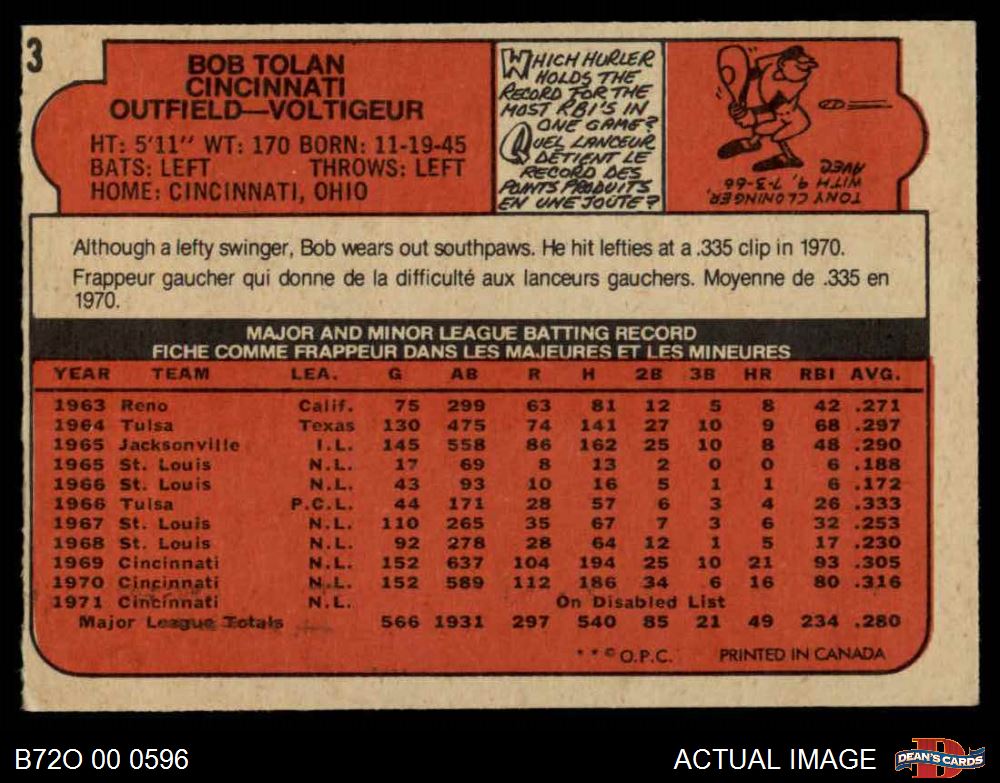 3
BOB TOLAN
CINCINNATI
OUTFIELD—VOLTIGEUR
HT: 5'11" WT: 170 BORN: 11-19-45
BATS: LEFT THROWS: LEFT
HOME: CINCINNATI, OHIO
WHICH HURLER
HOLDS THE
RECORD FOR THE
MOST RBI'S IN
ONE GAME?
QUEL LANCEUR
DÉTIENT LE
RECORD DES
POINTS PRODUITS
EN UNE JOUTE?
TONY CLONINGER,
WITH 9, 7-3-66.
AVEC
Although a lefty swinger, Bob wears out southpaws. He hit lefties at a .335 clip in 1970.
Frappeur gaucher qui donne de la difficulté aux lanceurs gauchers. Moyenne de .335 en
1970.
MAJOR AND MINOR LEAGUE BATTING RECORD
FICHE COMME FRAPPEUR DANS LES MAJEURES ET LES MINEURES
YEAR TEAM LEA. G AB R H 2B 3B HR RBI AVG.
1963 Reno Calif. 75 299 63 81 12 5 8 42 .271
1964 Tulsa Texas 130 475 74 141 27 10 9 68 .297
1965 Jacksonville I.L. 145 558 86 162 25 10 8 48 .290
1965 St. Louis N.L. 17 69 8 13 2 0 0 6 .188
1966 St. Louis N.L. 43 93 10 16 5 1 1 6 .172
1966 Tulsa P.C.L. 44 171 28 57 6 3 4 26 .333
1967 St. Louis N.L. 110 265 35 67 7 3 6 32 .253
1968 St. Louis N.L. 92 278 28 64 12 1 5 17 .230
1969 Cincinnati N.L. 152 637 104 194 25 10 21 93 .305
1970 Cincinnati N.L. 152 589 112 186 34 6 16 80 .316
1971 Cincinnati N.L. On Disabled List
Major League Totals 566 1931 297 540 85 21 49 234 .280
* * © O.P.C. PRINTED IN CANADA
B72O 00 0596
ACTUAL IMAGE
D
DEAN'S CARDS